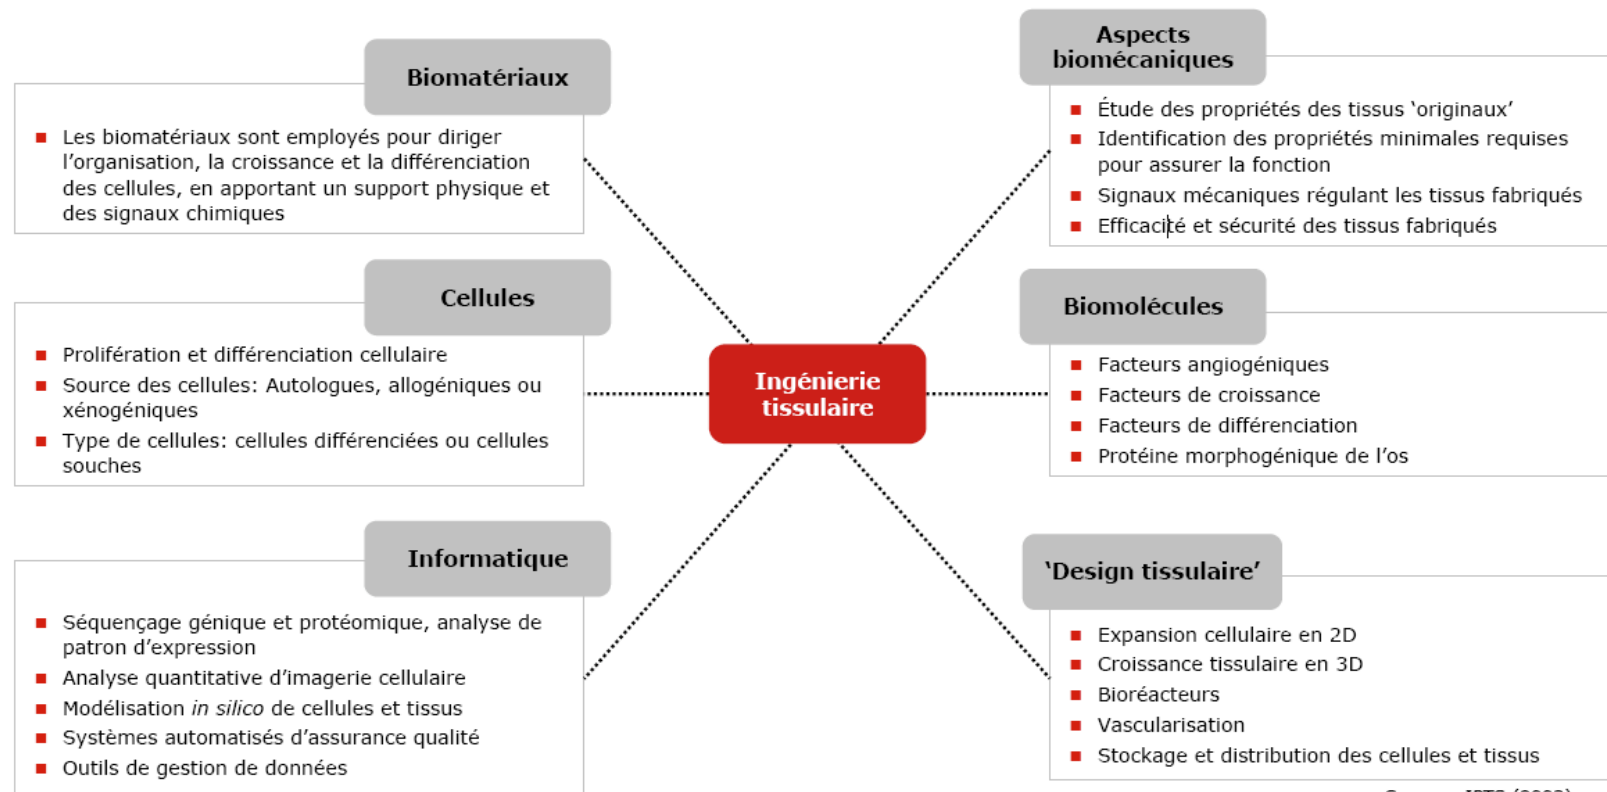 Biomatériaux
Les biomatériaux sont employés pour diriger
l’organisation, la croissance et la différenciation
des cellules, en apportant un support physique et
des signaux chimiques
Cellules
Prolifération et différenciation cellulaire
Source des cellules: Autologues, allogéniques ou
xénogéniques
Type de cellules: cellules différenciées ou cellules
souches
Informatique
Séquençage génique et protéomique, analyse de
patron d’expression
Analyse quantitative d’imagerie cellulaire
Modélisation in silico de cellules et tissus
Systèmes automatisés d’assurance qualité
Outils de gestion de données
Ingénierie
tissulaire
Aspects
biomécaniques
Étude des propriétés des tissus ‘originaux’
Identification des propriétés minimales requises
pour assurer la fonction
Signaux mécaniques régulant les tissus fabriqués
Efficacité et sécurité des tissus fabriqués
Biomolécules
Facteurs angiogéniques
Facteurs de croissance
Facteurs de différenciation
Protéine morphogénique de l’os
‘Design tissulaire’
Expansion cellulaire en 2D
Croissance tissulaire en 3D
Bioréacteurs
Vascularisation
Stockage et distribution des cellules et tissus